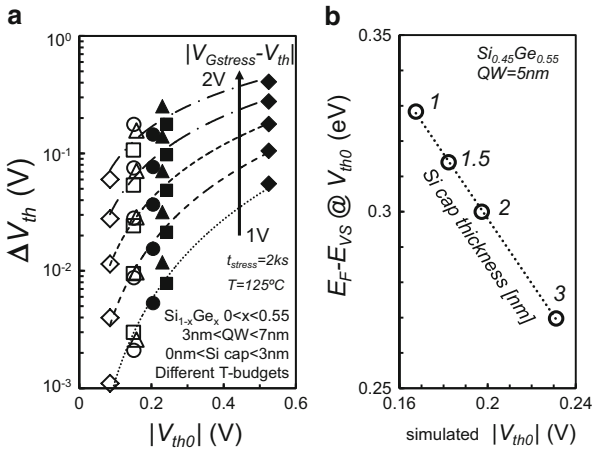 a
|V_Gstress-V_th|
2V
1V
t_stress=2ks
T=125ºC
Si_1-xGe_x 0<x<0.55
3nm<QW<7nm
0nm<Si cap<3nm
Different T-budgets
ΔV_th (V)
10^0
10^-1
10^-2
10^-3
0.0 0.2 0.4 0.6
|V_th0| (V)
b
0.35
0.3
0.25
E_F-E_VS @ V_th0 (eV)
Si_0.45Ge_0.55
QW=5nm
1
1.5
2
3
Si cap thickness [nm]
0.16 0.2 0.24
simulated |V_th0| (V)